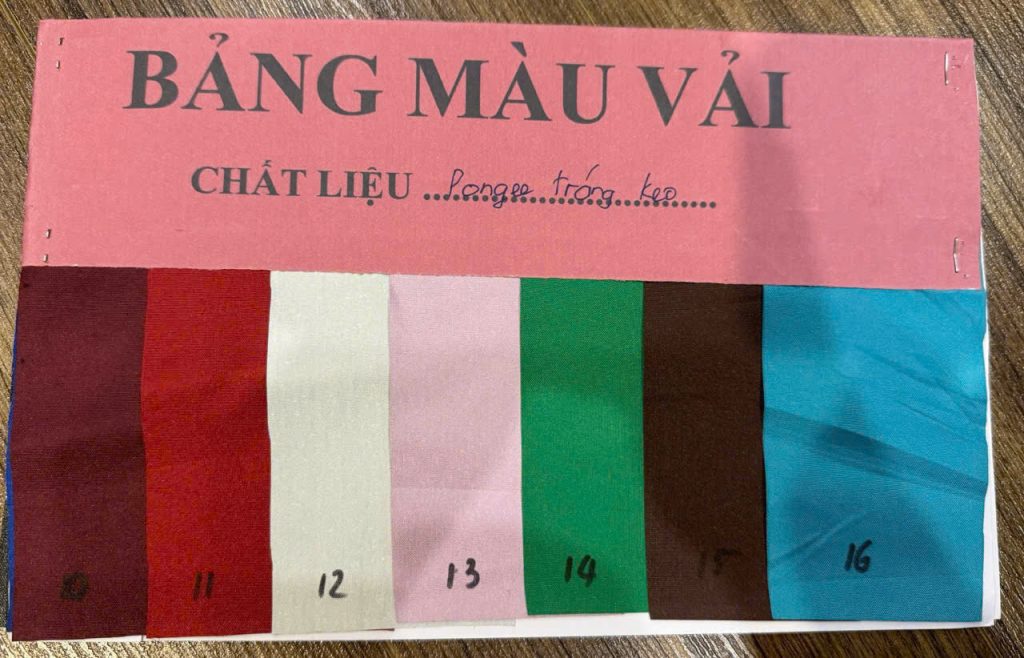 BẢNG MÀU VẢI
CHẤT LIỆU ..Pongee tráng keo......
10 11 12 13 14 15 16